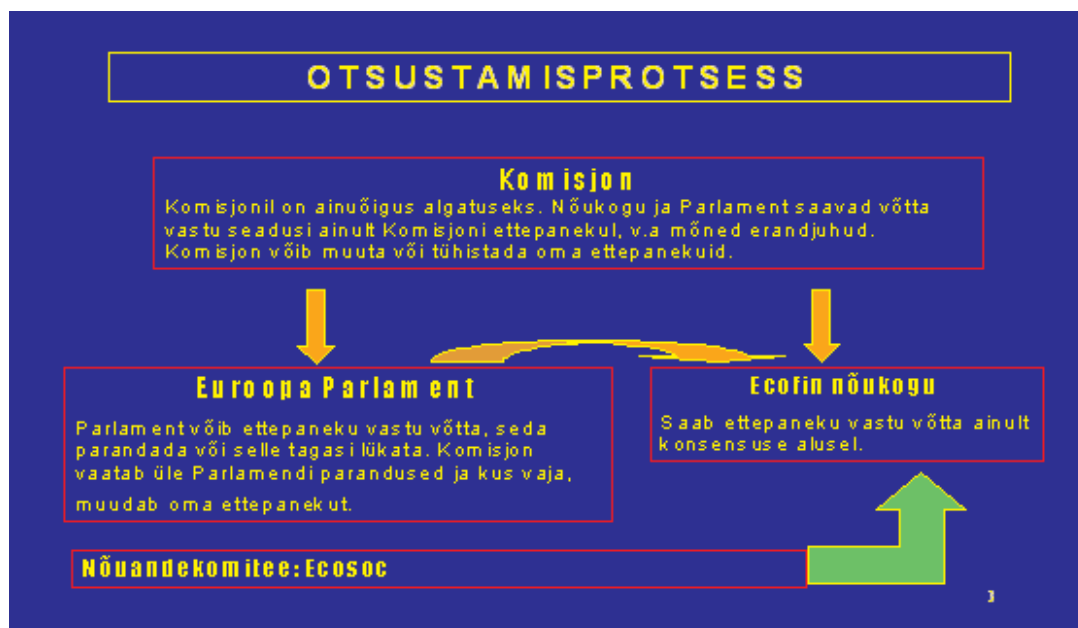 OTSUSTAMISPROTSESS
Komisjon
Komisjonil on ainuõigus algatuseks. Nõukogu ja Parlament saavad võtta
vastu seadusi ainult Komisjoni ettepanekul, v.a mõned erandjuhud.
Komisjon võib muuta või tühistada oma ettepanekuid.
Euroopa Parlament
Parlament võib ettepaneku vastu võtta, seda
parandada või selle tagasi lükata. Komisjon
vaatab üle Parlamendi parandused ja kus vaja,
muudab oma ettepanekut.
Ecofin nõukogu
Saab ettepaneku vastu võtta ainult
konsensuse alusel.
Nõuandekomitee: Ecosoc
3